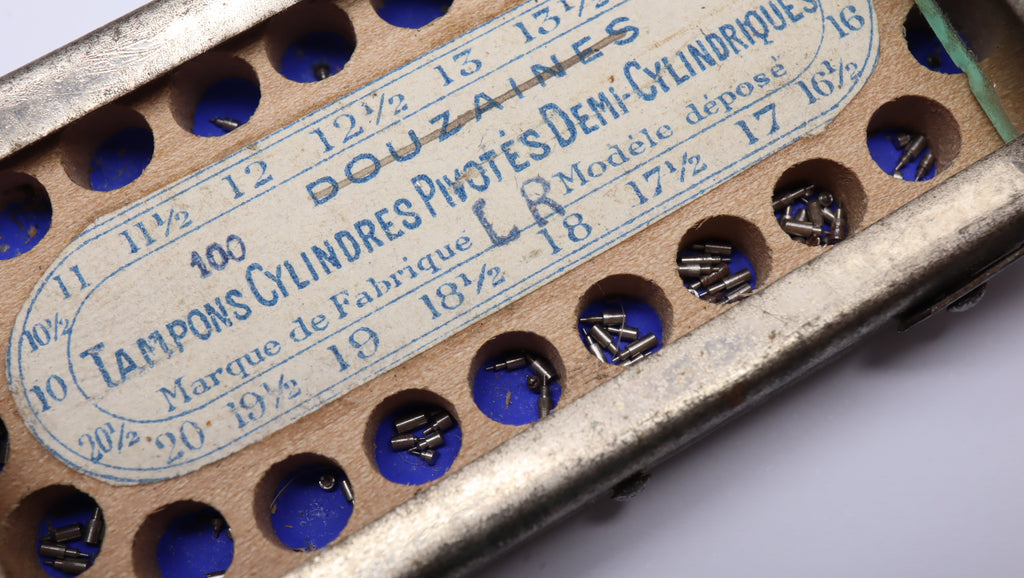 10 10½ 11 11½ 12 12½ 13 13½
DOUZAINES
100
TAMPONS CYLINDRES PIVOTÉS DEMI-CYLINDRIQUES
Marque de Fabrique LR Modèle déposé
20½ 20 19½ 19 18½ 18 17½ 17 16½ 16